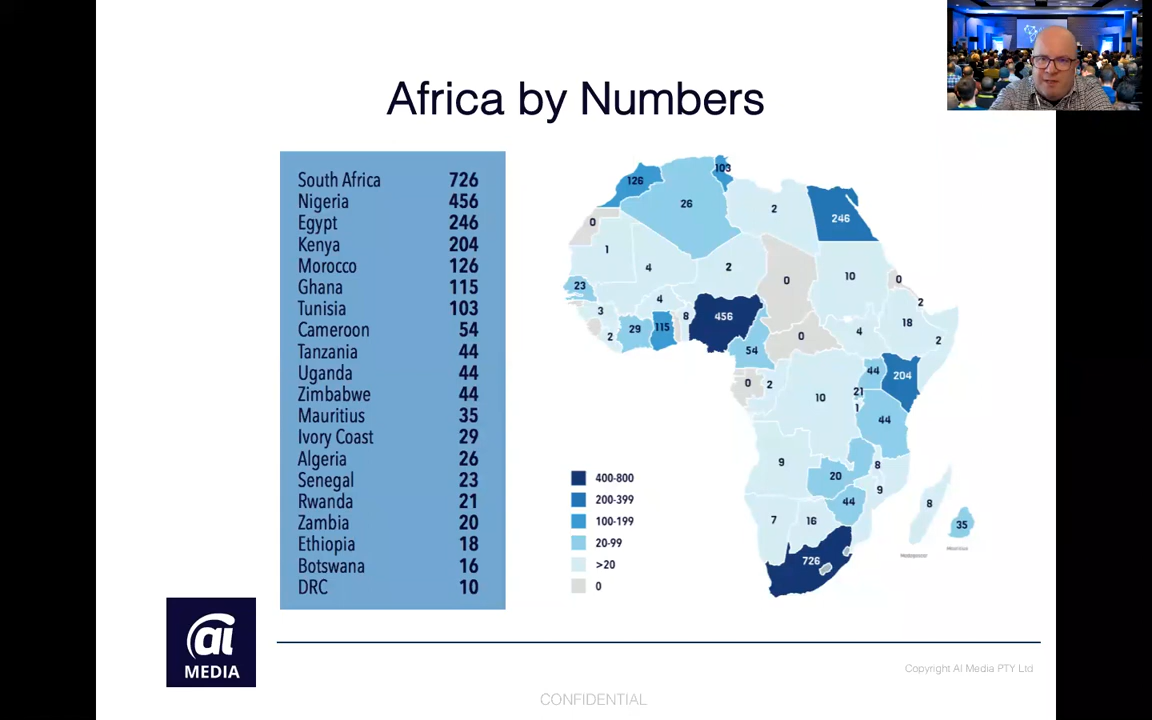 Africa by Numbers
South Africa 726
Nigeria 456
Egypt 246
Kenya 204
Morocco 126
Ghana 115
Tunisia 103
Cameroon 54
Tanzania 44
Uganda 44
Zimbabwe 44
Mauritius 35
Ivory Coast 29
Algeria 26
Senegal 23
Rwanda 21
Zambia 20
Ethiopia 18
Botswana 16
DRC 10
103
126
26
2
246
0
1
4
2
0
10
0
23
3
4
8
456
2
18
2
29
115
54
0
4
2
0
2
10
44
204
21
1
44
9
20
8
9
44
8
35
7
16
726
Madagascar
Mauritius
400-800
200-399
100-199
20-99
>20
0
ai
MEDIA
Copyright AI Media PTY Ltd
CONFIDENTIAL